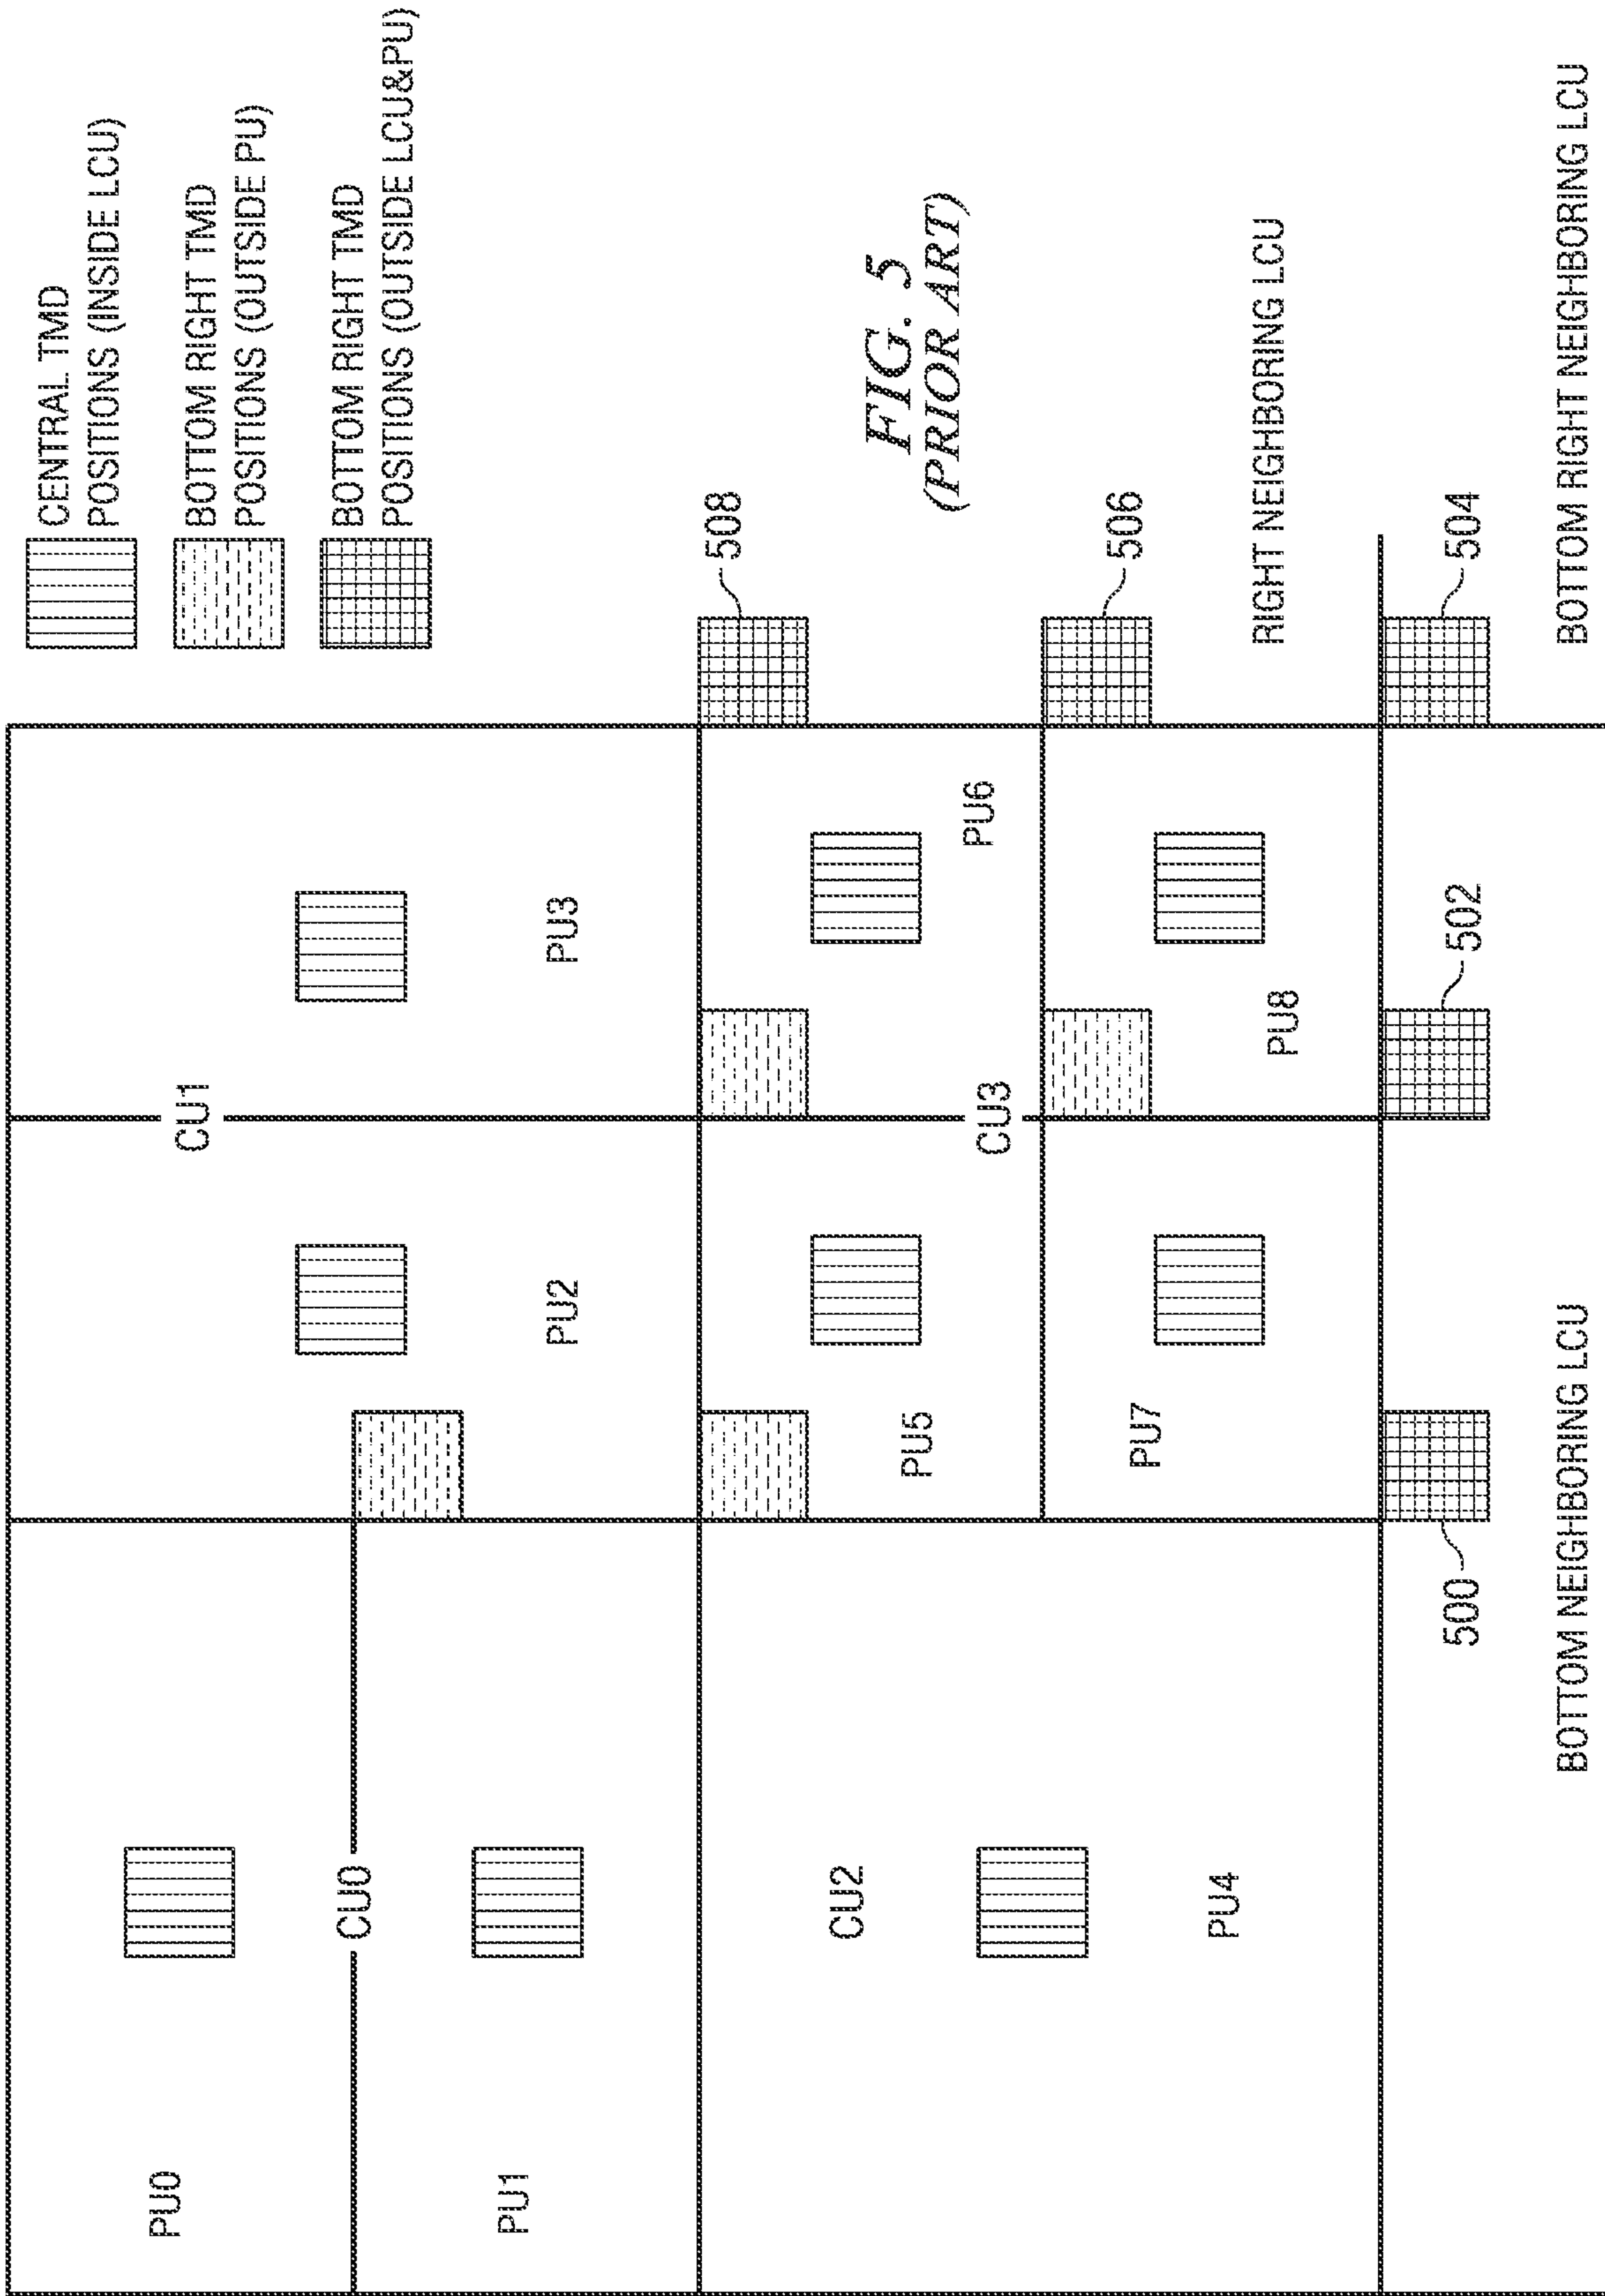 PU0
CU0
PU1
CU1
PU2
PU3
CU2
PU4
PU5
CU3
PU6
PU7
PU8
500
502
504
506
508
BOTTOM NEIGHBORING LCU
RIGHT NEIGHBORING LCU
BOTTOM RIGHT NEIGHBORING LCU
CENTRAL TMD
POSITIONS (INSIDE LCU)
BOTTOM RIGHT TMD
POSITIONS (OUTSIDE PU)
BOTTOM RIGHT TMD
POSITIONS (OUTSIDE LCU&PU)
FIG. 5
(PRIOR ART)